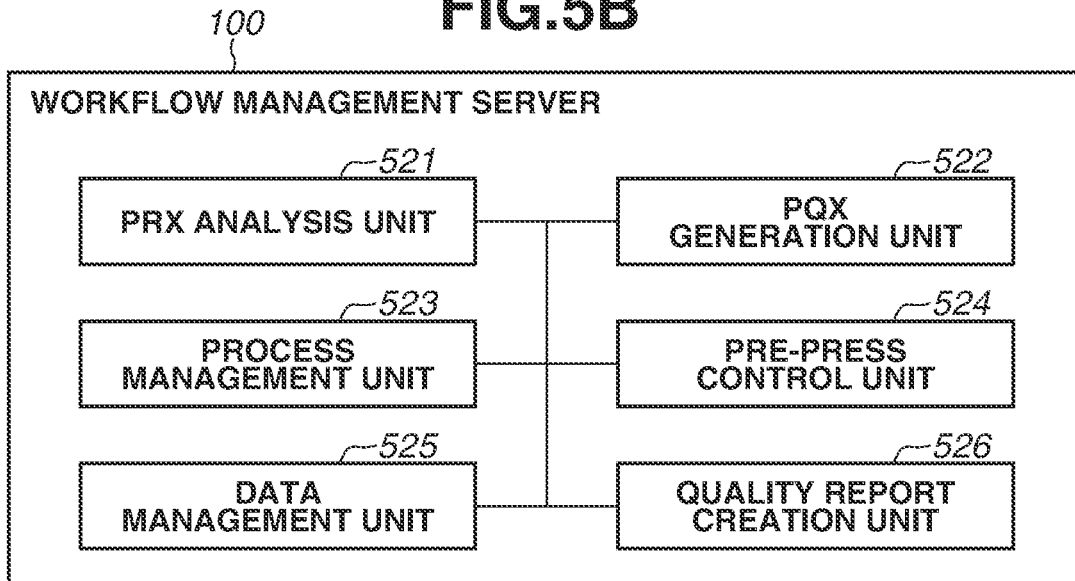 FIG.5B
100
WORKFLOW MANAGEMENT SERVER
521
PRX ANALYSIS UNIT
522
PQX
GENERATION UNIT
523
PROCESS
MANAGEMENT UNIT
524
PRE-PRESS
CONTROL UNIT
525
DATA
MANAGEMENT UNIT
526
QUALITY REPORT
CREATION UNIT